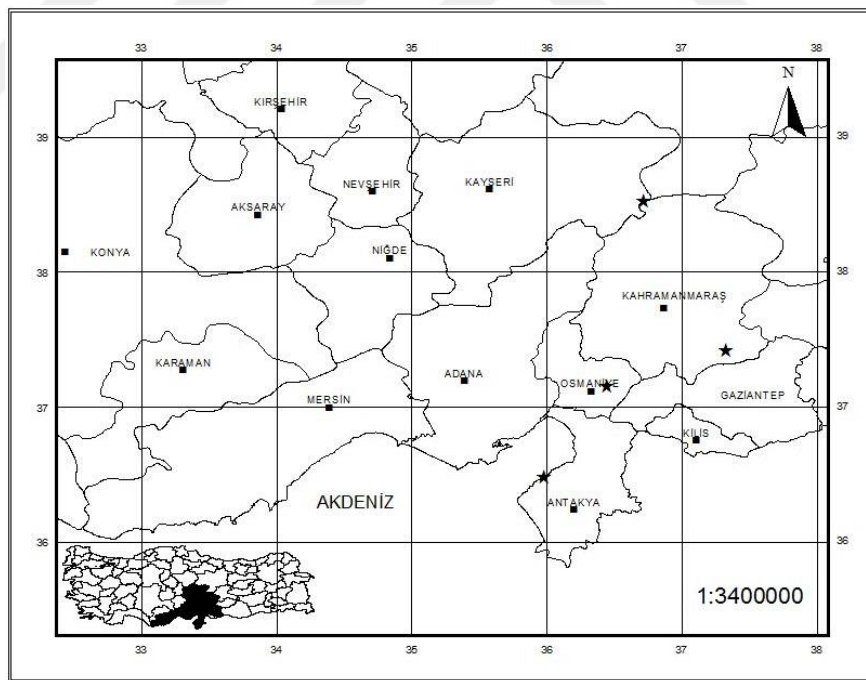 33 34 35 36 37 38
N
KIRŞEHİR
39 39
NEVŞEHİR KAYSERİ
AKSARAY
KONYA NİĞDE
38 38
KAHRAMANMARAŞ
KARAMAN ADANA OSMANİYE
GAZİANTEP
MERSİN
37 37
KİLİS
AKDENİZ ANTAKYA
36 36
1:3400000
33 34 35 36 37 38